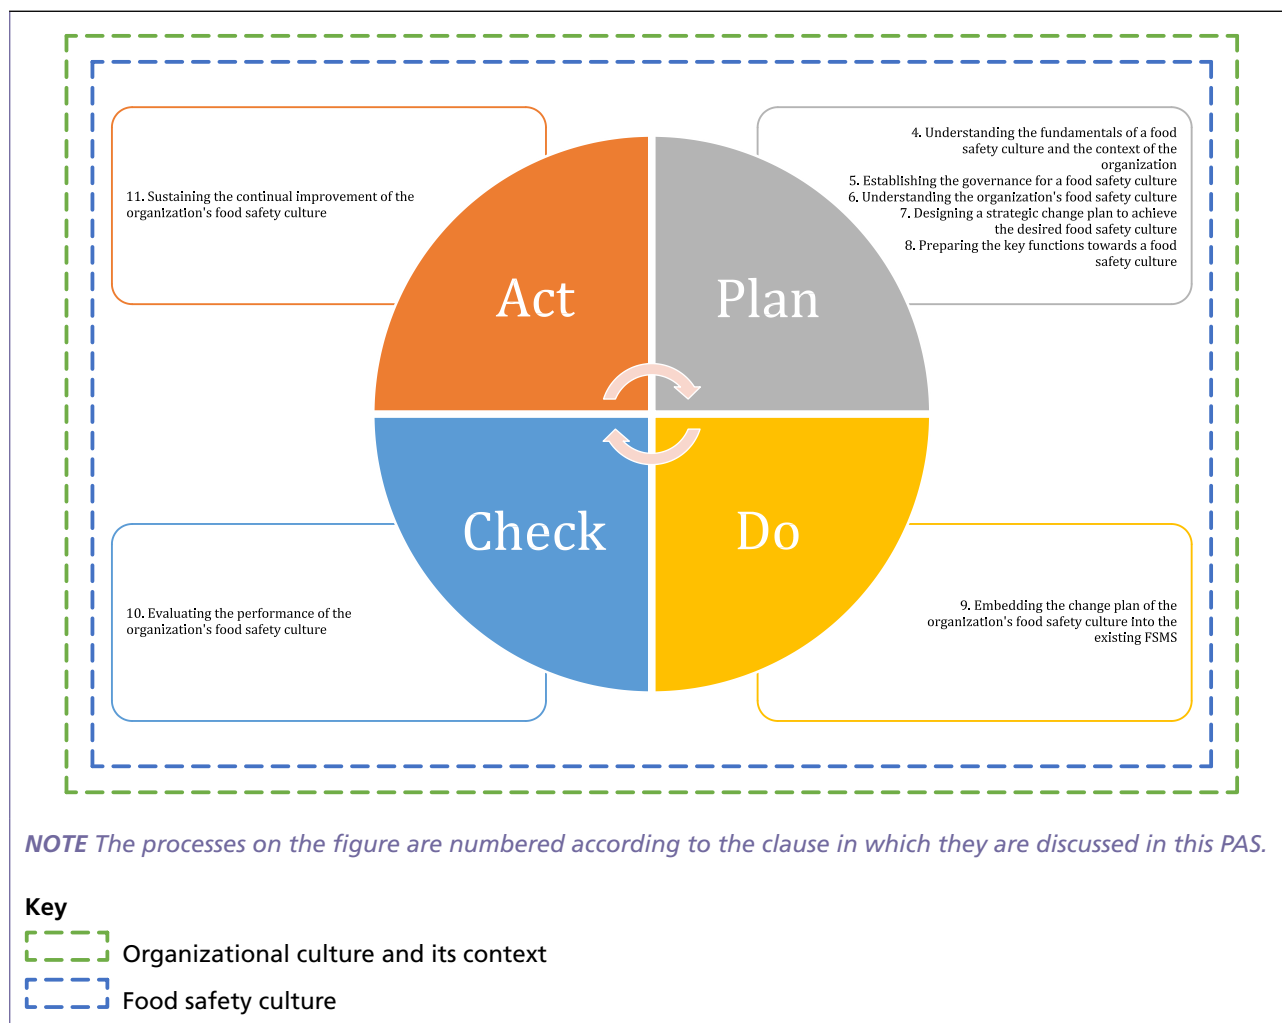 11. Sustaining the continual improvement of the
organization's food safety culture
4. Understanding the fundamentals of a food
safety culture and the context of the
organization
5. Establishing the governance for a food safety culture
6. Understanding the organization's food safety culture
7. Designing a strategic change plan to achieve
the desired food safety culture
8. Preparing the key functions towards a food
safety culture
Act
Plan
Check
Do
10. Evaluating the performance of the
organization's food safety culture
9. Embedding the change plan of the
organization's food safety culture into the
existing FSMS
NOTE The processes on the figure are numbered according to the clause in which they are discussed in this PAS.
Key
Organizational culture and its context
Food safety culture